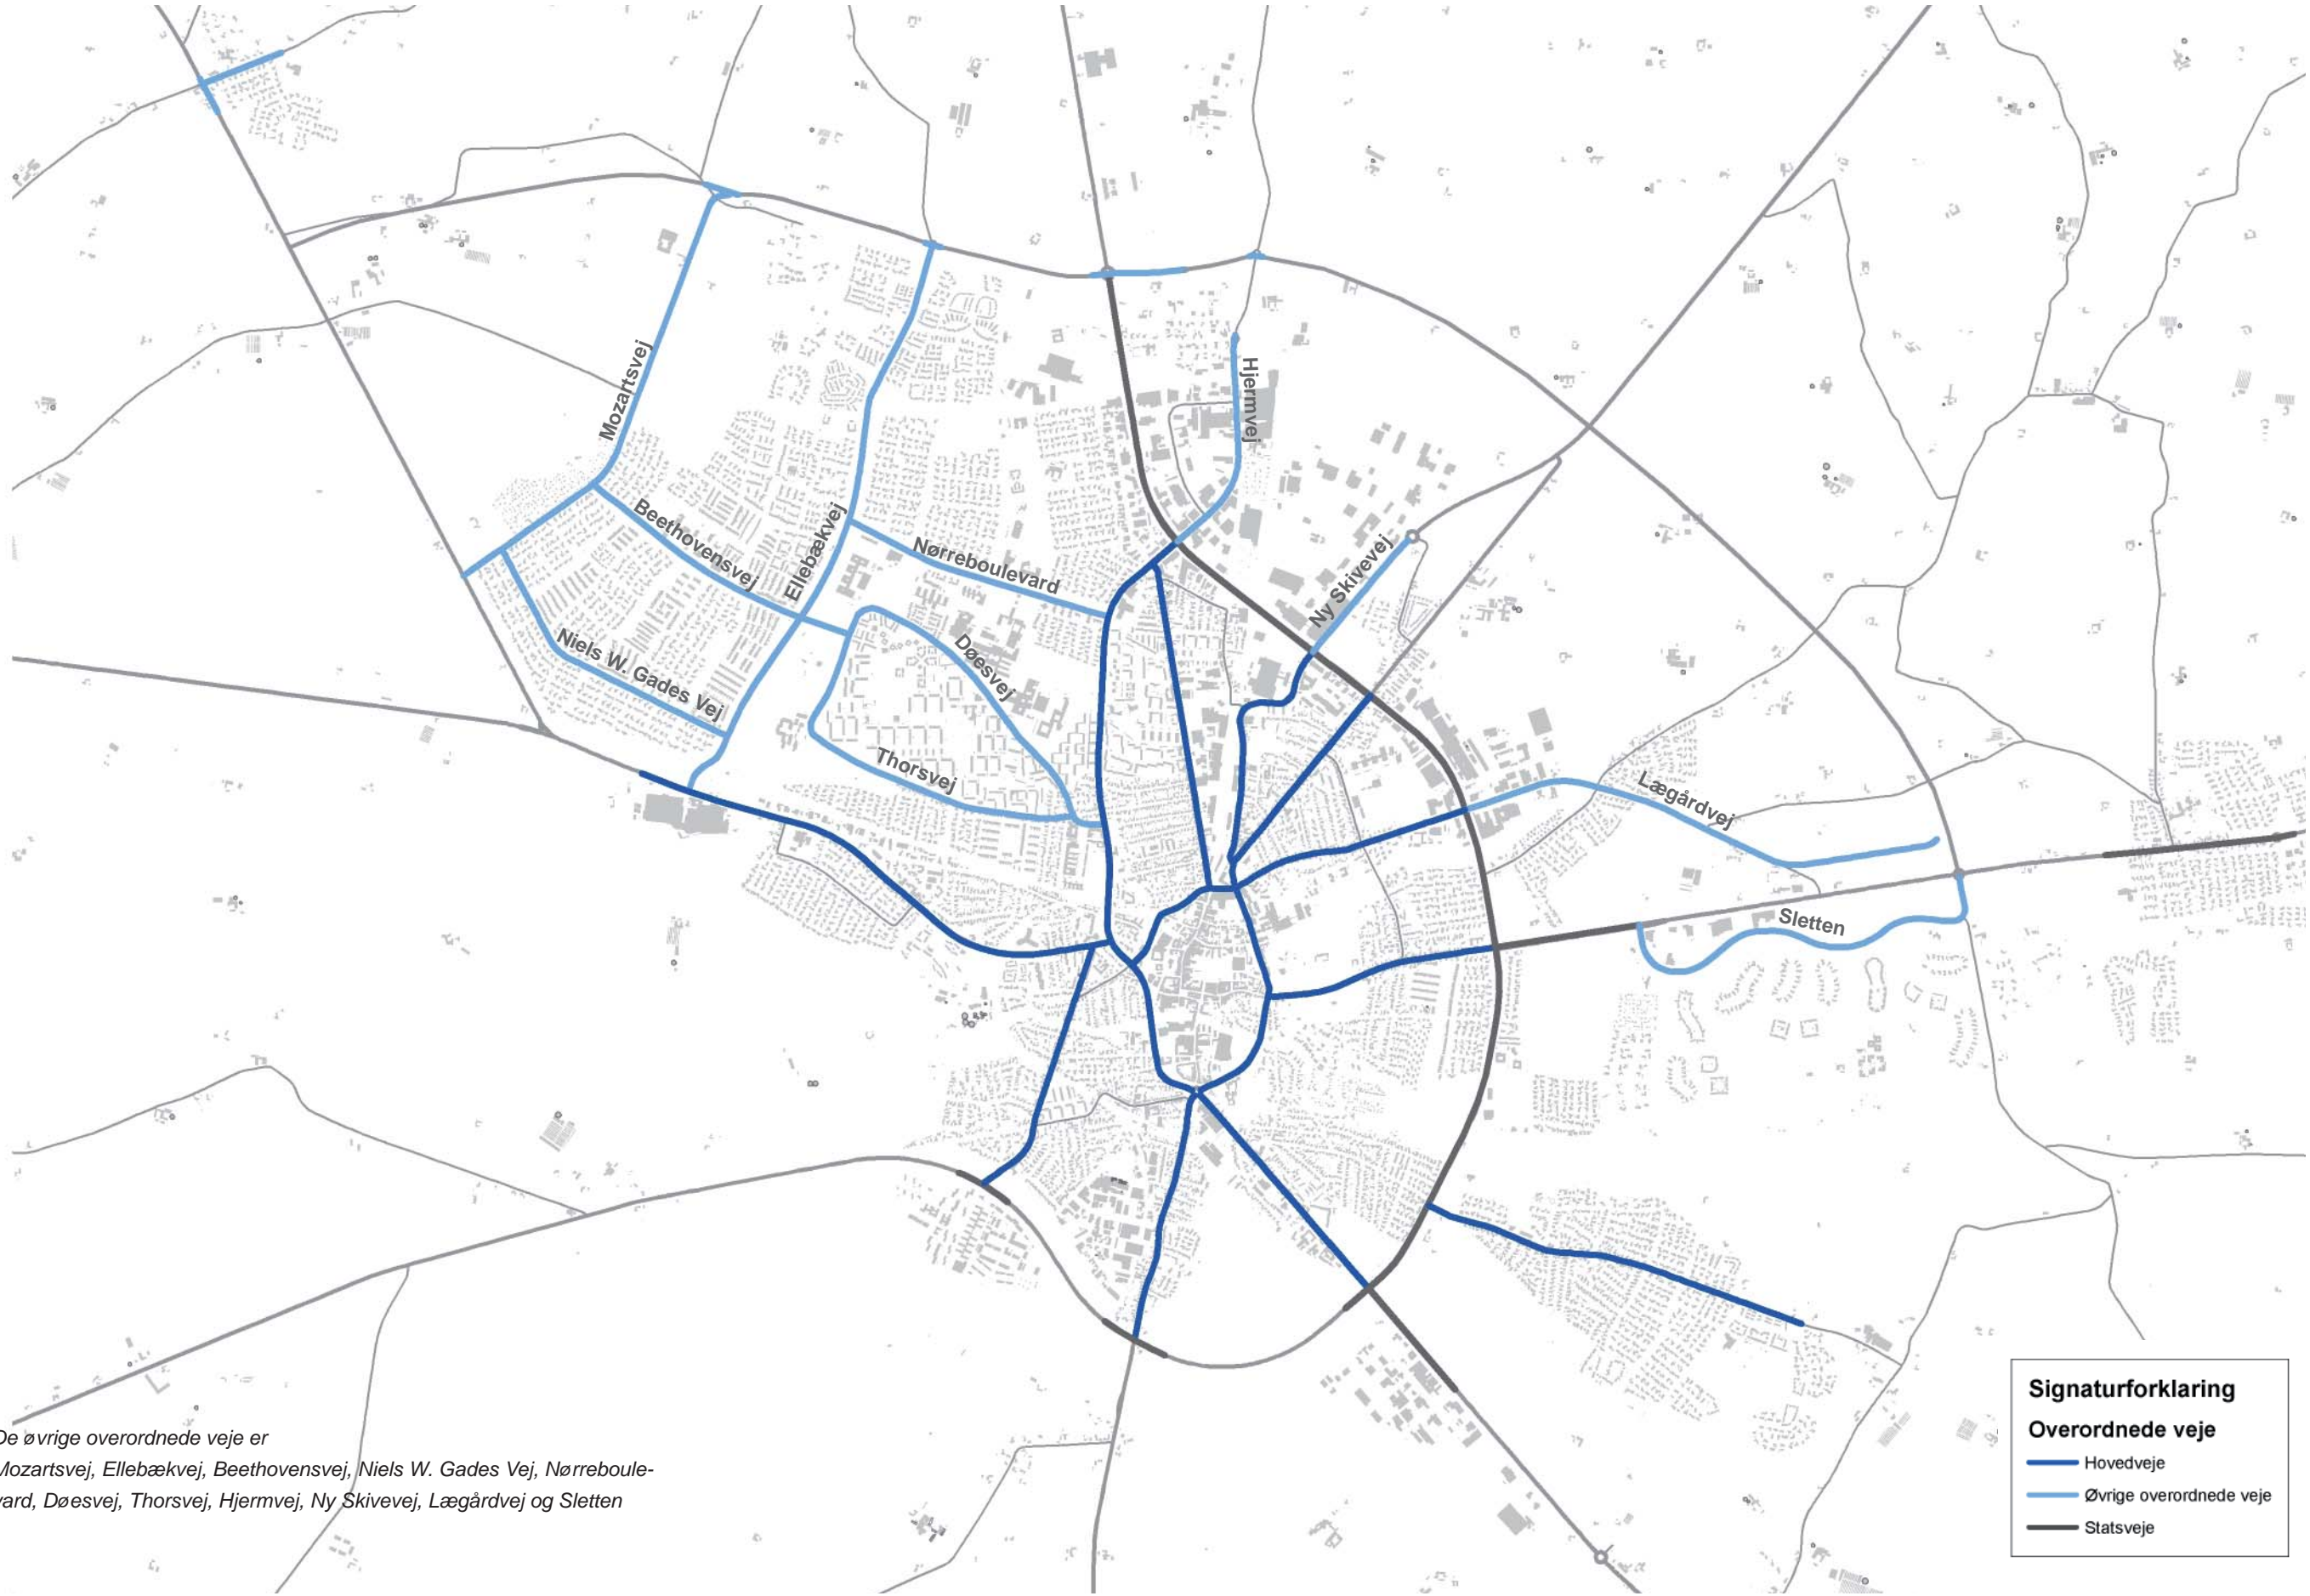 Mozartsvej
Hjermvej
Beethovensvej
Ellebækvej
Nørreboulevard
Ny Skivevej
Niels W. Gades Vej
Døesvej
Thorsvej
Lægårdvej
Sletten
De øvrige overordnede veje er
Mozartsvej, Ellebækvej, Beethovensvej, Niels W. Gades Vej, Nørreboule-
vard, Døesvej, Thorsvej, Hjermvej, Ny Skivevej, Lægårdvej og Sletten
Signaturforklaring
Overordnede veje
Hovedveje
Øvrige overordnede veje
Statsveje